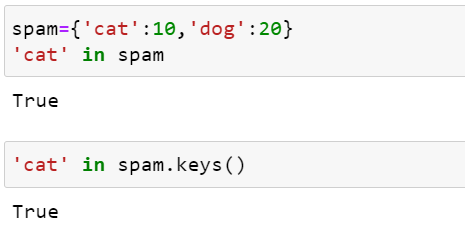 spam={'cat':10,'dog':20}
'cat' in spam
True
'cat' in spam.keys()
True